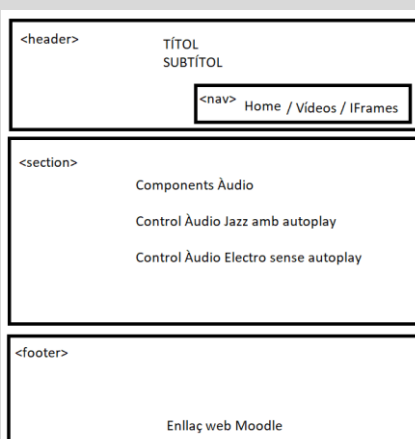 <header>
TÍTOL
SUBTÍTOL
<nav> Home / Vídeos / IFrames
<section>
Components Àudio
Control Àudio Jazz amb autoplay
Control Àudio Electro sense autoplay
<footer>
Enllaç web Moodle